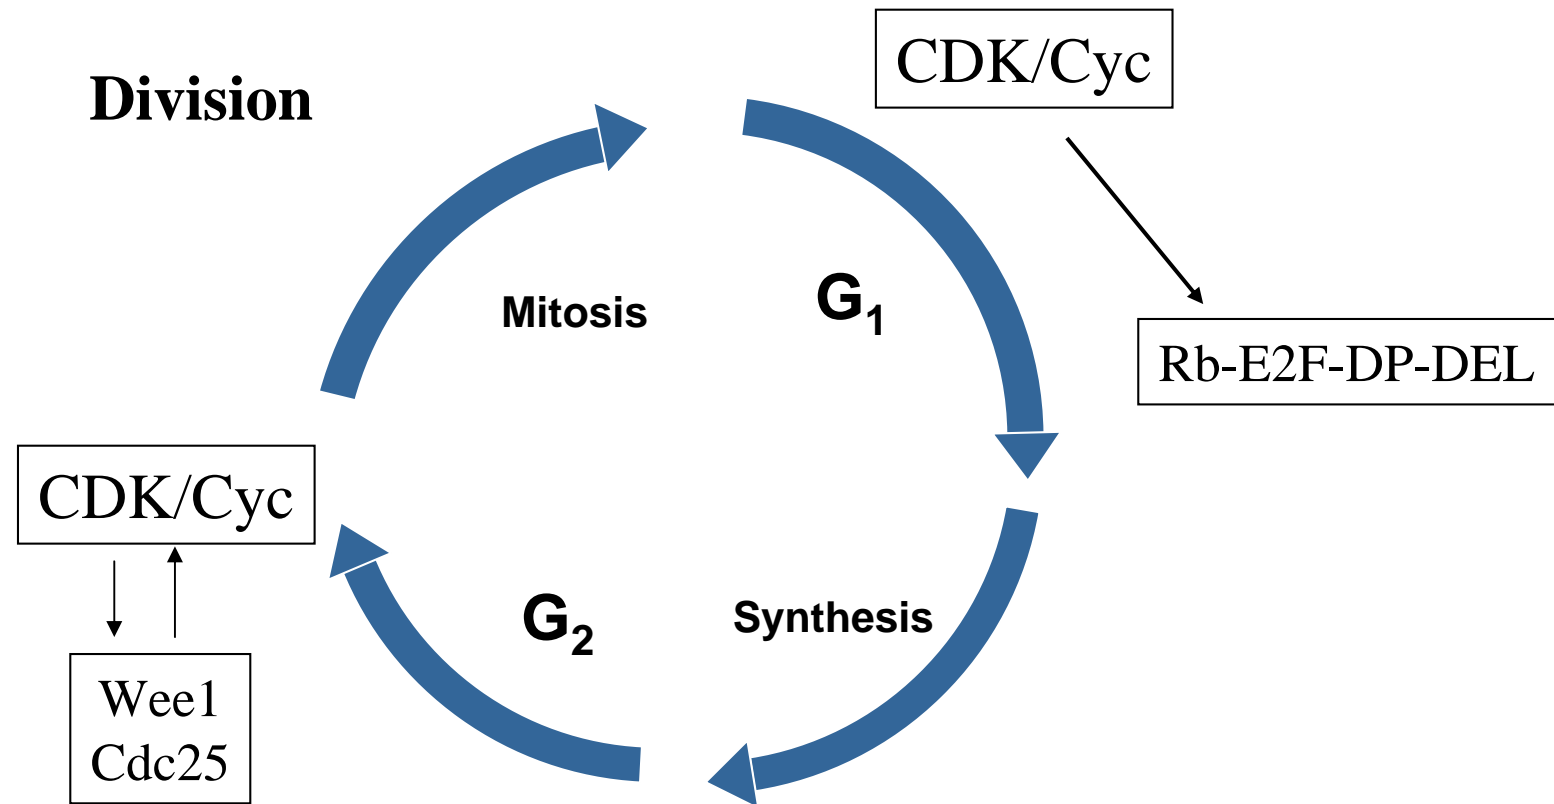 CDK/Cyc
Division
G₁
Mitosis
Rb-E2F-DP-DEL
CDK/Cyc
G₂
Synthesis
Wee1
Cdc25